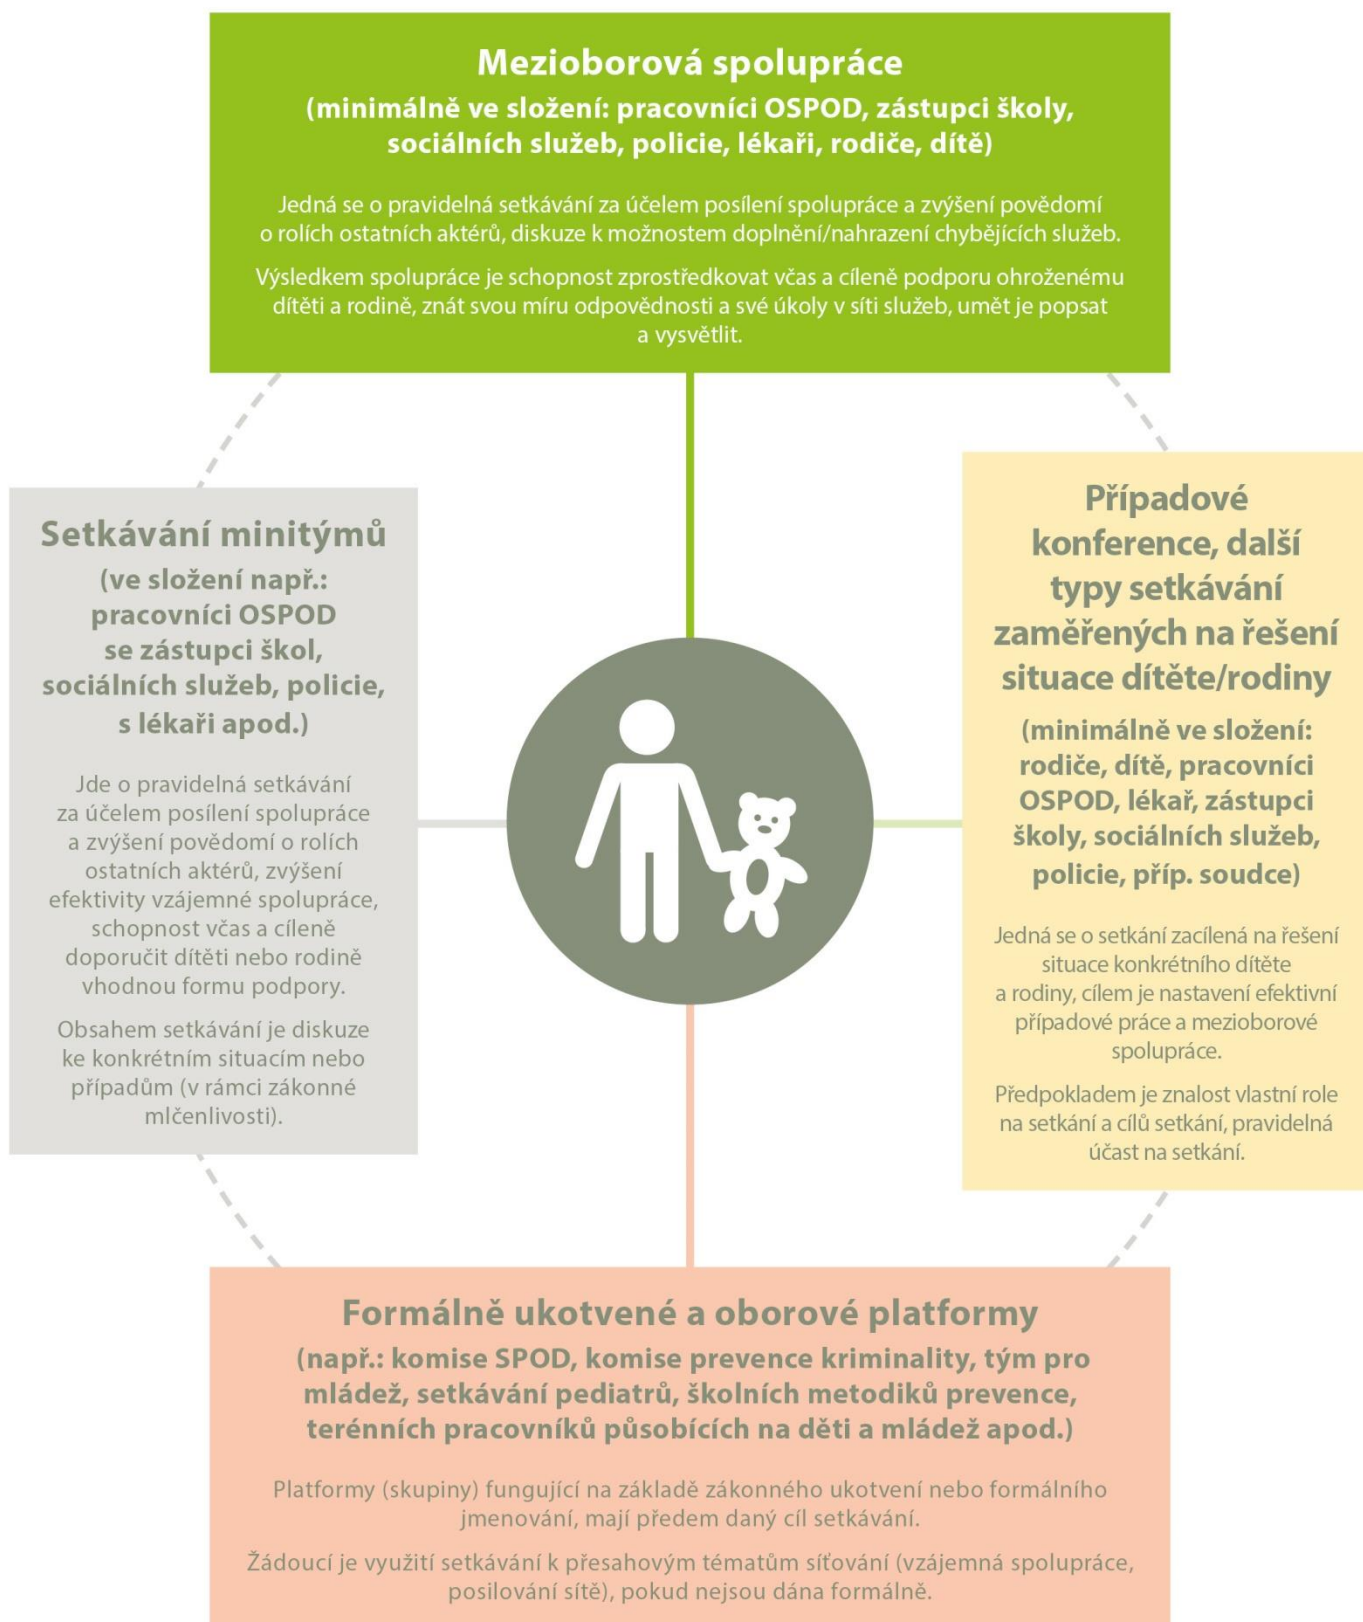 Mezioborová spolupráce
(minimálně ve složení: pracovníci OSPOD, zástupci školy,
sociálních služeb, policie, lékaři, rodiče, dítě)
Jedná se o pravidelná setkávání za účelem posílení spolupráce a zvýšení povědomí
o rolích ostatních aktérů, diskuze k možnostem doplnění/nahrazení chybějících služeb.
Výsledkem spolupráce je schopnost zprostředkovat včas a cíleně podporu ohroženému
dítěti a rodině, znát svou míru odpovědnosti a své úkoly v síti služeb, umět je popsat
a vysvětlit.
Setkávání minitýmů
(ve složení např.:
pracovníci OSPOD
se zástupci škol,
sociálních služeb, policie,
s lékaři apod.)
Jde o pravidelná setkávání
za účelem posílení spolupráce
a zvýšení povědomí o rolích
ostatních aktérů, zvýšení
efektivity vzájemné spolupráce,
schopnost včas a cíleně
doporučit dítěti nebo rodině
vhodnou formu podpory.
Obsahem setkávání je diskuze
ke konkrétním situacím nebo
případům (v rámci zákonné
mlčenlivosti).
Případové
konference, další
typy setkávání
zaměřených na řešení
situace dítěte/rodiny
(minimálně ve složení:
rodiče, dítě, pracovníci
OSPOD, lékař, zástupci
školy, sociálních služeb,
policie, příp. soudce)
Jedná se o setkání zacílená na řešení
situace konkrétního dítěte
a rodiny, cílem je nastavení efektivní
případové práce a mezioborové
spolupráce.
Předpokladem je znalost vlastní role
na setkání a cílů setkání, pravidelná
účast na setkání.
Formálně ukotvené a oborové platformy
(např.: komise SPOD, komise prevence kriminality, tým pro
mládež, setkávání pediatrů, školních metodiků prevence,
terénních pracovníků působících na děti a mládež apod.)
Platformy (skupiny) fungující na základě zákonného ukotvení nebo formálního
jmenování, mají předem daný cíl setkávání.
Žádoucí je využití setkávání k přesahovým tématům síťování (vzájemná spolupráce,
posilování sítě), pokud nejsou dána formálně.